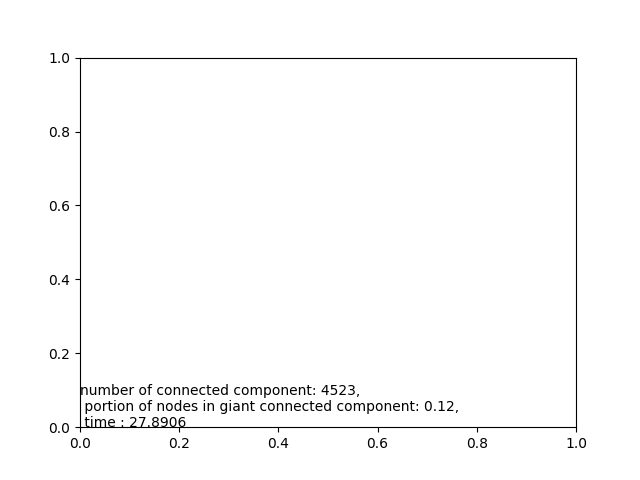 1.0
0.8
0.6
0.4
0.2
0.0
number of connected component: 4523,
portion of nodes in giant connected component: 0.12,
time : 27.8906
0.0 0.2 0.4 0.6 0.8 1.0